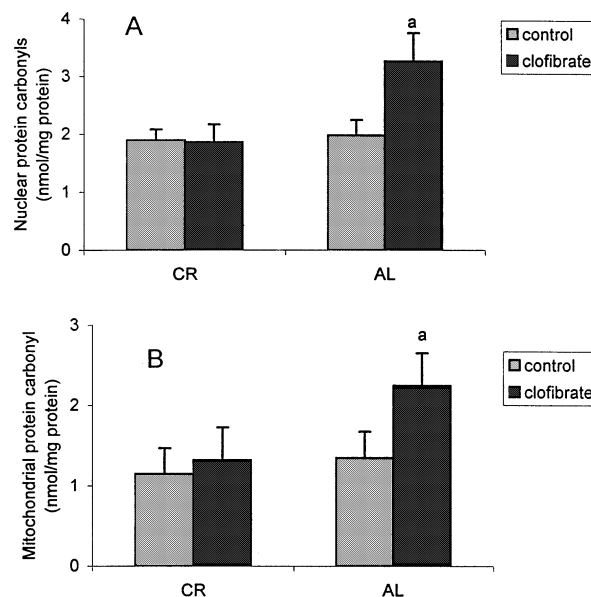 A
a
control
clofibrate
Nuclear protein carbonyls
(nmol/mg protein)
4
3
2
1
0
CR
AL
B
a
control
clofibrate
Mitochondrial protein carbonyl
(nmol/mg protein)
3
2
1
0
CR
AL